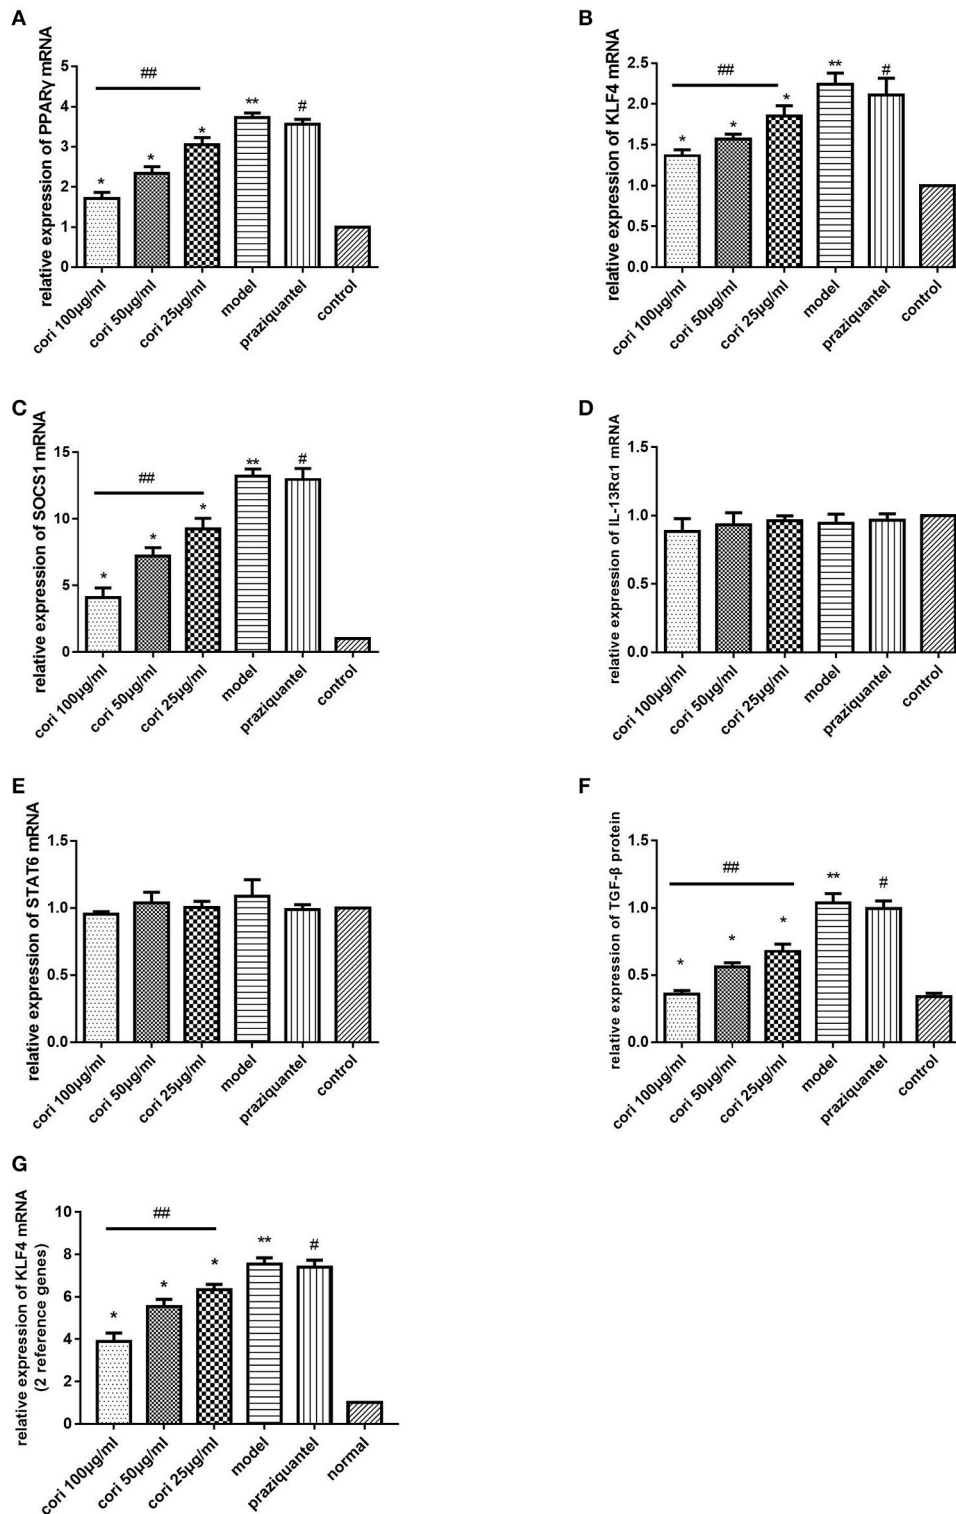 A
relative expression of PPARγ mRNA
5
4
3
2
1
0
##
*
*
*
**
#
cori 100µg/ml
cori 50µg/ml
cori 25µg/ml
model
praziquantel
control
B
relative expression of KLF4 mRNA
2.5
2.0
1.5
1.0
0.5
0.0
##
*
*
*
**
#
cori 100µg/ml
cori 50µg/ml
cori 25µg/ml
model
praziquantel
control
C
relative expression of SOCS1 mRNA
15
10
5
0
##
*
*
*
**
#
cori 100µg/ml
cori 50µg/ml
cori 25µg/ml
model
praziquantel
control
D
relative expression of IL-13Rα1 mRNA
1.5
1.0
0.5
0.0
cori 100µg/ml
cori 50µg/ml
cori 25µg/ml
model
praziquantel
control
E
relative expression of STAT6 mRNA
1.5
1.0
0.5
0.0
cori 100µg/ml
cori 50µg/ml
cori 25µg/ml
model
praziquantel
control
F
relative expression of TGF-β protein
1.5
1.0
0.5
0.0
##
*
*
*
**
#
cori 100µg/ml
cori 50µg/ml
cori 25µg/ml
model
praziquantel
control
G
relative expression of KLF4 mRNA
(2 reference genes)
10
8
6
4
2
0
##
*
*
*
**
#
cori 100µg/ml
cori 50µg/ml
cori 25µg/ml
model
praziquantel
normal